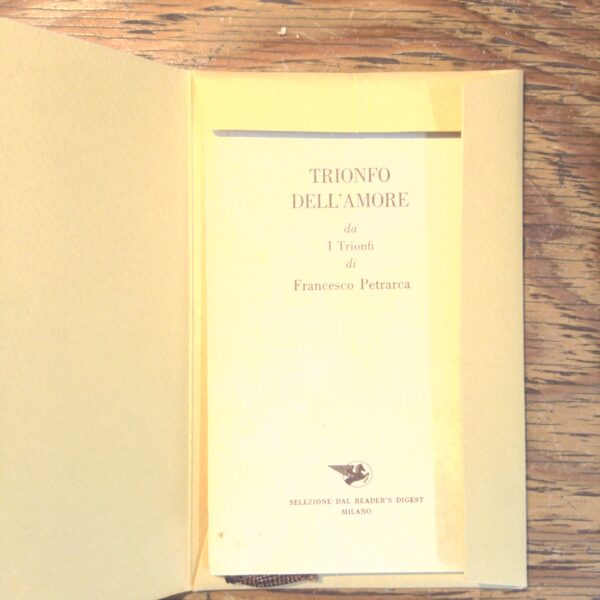 TRIONFO
DELL'AMORE
da
I Trionfi
di
Francesco Petrarca
SELEZIONE DAL READER'S DIGEST
MILANO